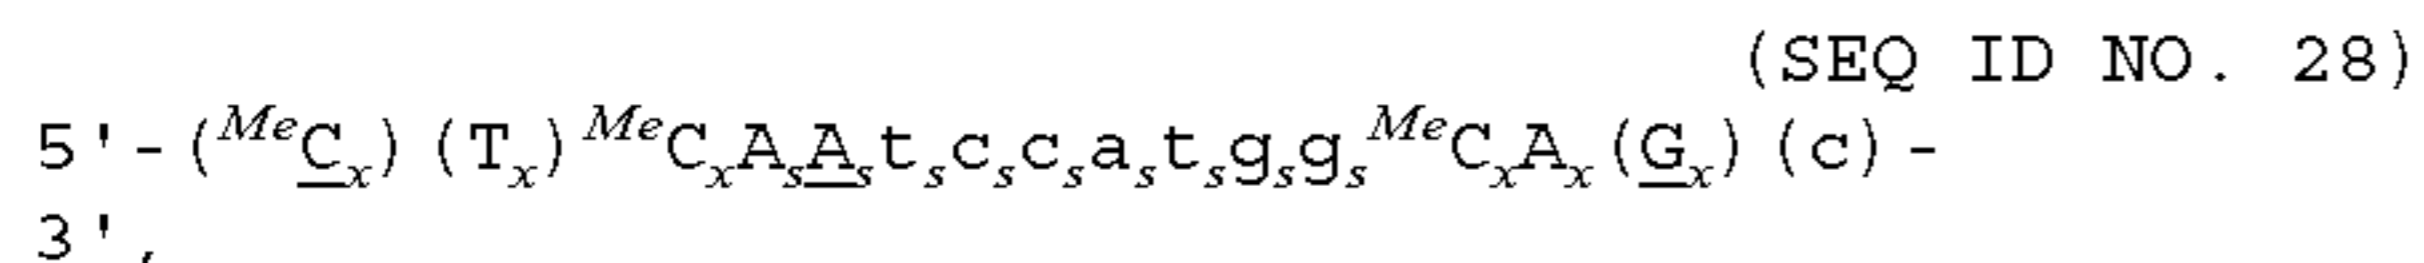 (SEQ ID NO. 28)
5'-(MeCx)(Tx)MeCxAsAstscscsastsgsgsMeCxAx(Gx)(c)-
3',